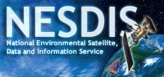 NESDIS
National Environmental Satellite,
Data and Information Service